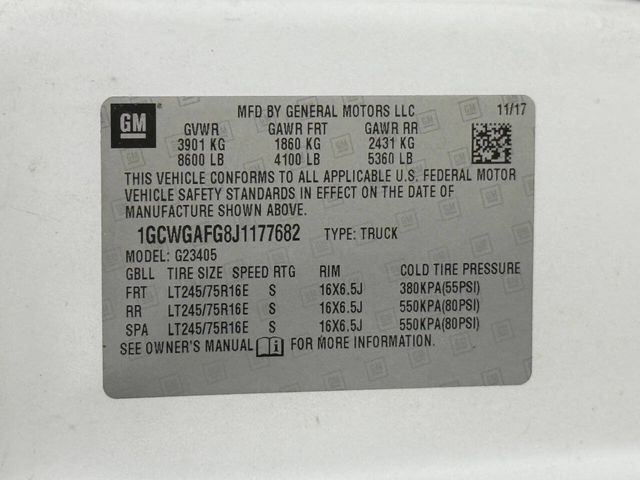 GM
MFD BY GENERAL MOTORS LLC 11/17
GVWR GAWR FRT GAWR RR
3901 KG 1860 KG 2431 KG
8600 LB 4100 LB 5360 LB
THIS VEHICLE CONFORMS TO ALL APPLICABLE U.S. FEDERAL MOTOR
VEHICLE SAFETY STANDARDS IN EFFECT ON THE DATE OF
MANUFACTURE SHOWN ABOVE.
1GCWGAFG8J1177682 TYPE: TRUCK
MODEL: G23405
GBLL TIRE SIZE SPEED RTG RIM COLD TIRE PRESSURE
FRT LT245/75R16E S 16X6.5J 380KPA(55PSI)
RR LT245/75R16E S 16X6.5J 550KPA(80PSI)
SPA LT245/75R16E S 16X6.5J 550KPA(80PSI)
SEE OWNER'S MANUAL FOR MORE INFORMATION.